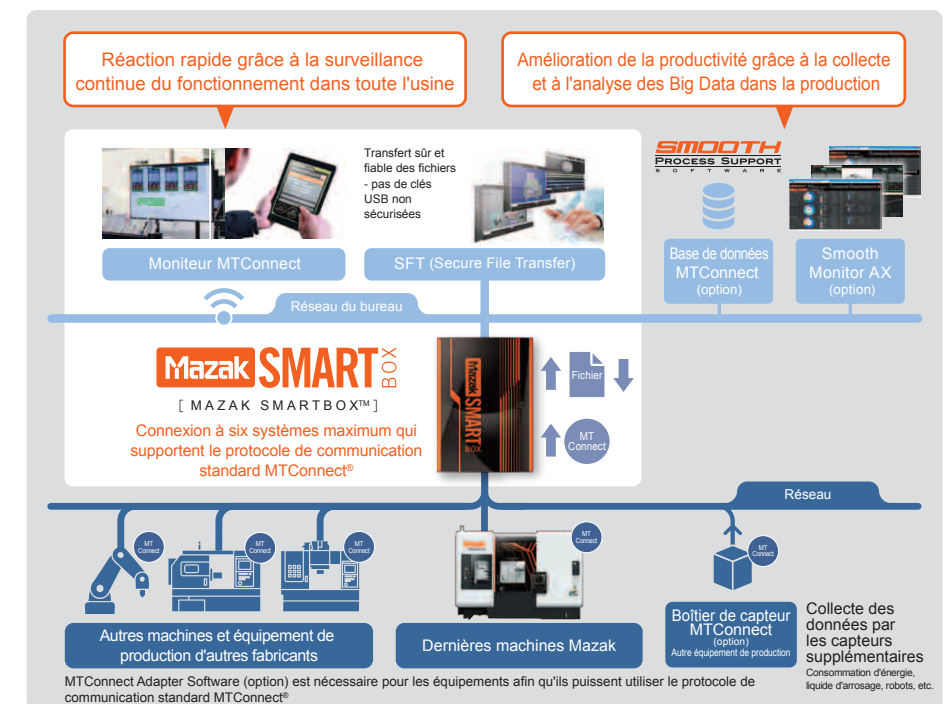 Réaction rapide grâce à la surveillance
continue du fonctionnement dans toute l'usine
Amélioration de la productivité grâce à la collecte
et à l'analyse des Big Data dans la production
Transfert sûr et
fiable des fichiers
- pas de clés
USB non
sécurisées
SMOOTH
PROCESS SUPPORT
SOFTWARE
Moniteur MTConnect
SFT (Secure File Transfer)
Base de données
MTConnect
(option)
Smooth
Monitor AX
(option)
Réseau du bureau
Mazak SMART BOX
[ MAZAK SMARTBOX™ ]
Connexion à six systèmes maximum qui
supportent le protocole de communication
standard MTConnect®
Mazak SMART BOX
Fichier
MT
Connect
Réseau
MT
Connect
MT
Connect
MT
Connect
MT
Connect
MT
Connect
Autres machines et équipement de
production d'autres fabricants
Dernières machines Mazak
Boîtier de capteur
MTConnect
(option)
Autre équipement de production
Collecte des
données par
les capteurs
supplémentaires
Consommation d'énergie,
liquide d'arrosage, robots, etc.
MTConnect Adapter Software (option) est nécessaire pour les équipements afin qu'ils puissent utiliser le protocole de
communication standard MTConnect®